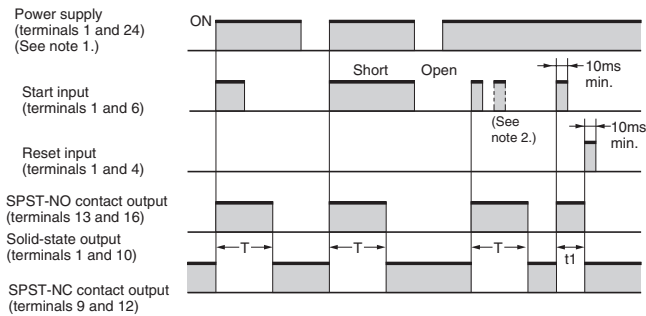 Power supply
(terminals 1 and 24)
(See note 1.)
ON
Start input
(terminals 1 and 6)
Short
Open
10ms
min.
(See
note 2.)
Reset input
(terminals 1 and 4)
10ms
min.
SPST-NO contact output
(terminals 13 and 16)
Solid-state output
(terminals 1 and 10)
T
T
T
t1
SPST-NC contact output
(terminals 9 and 12)